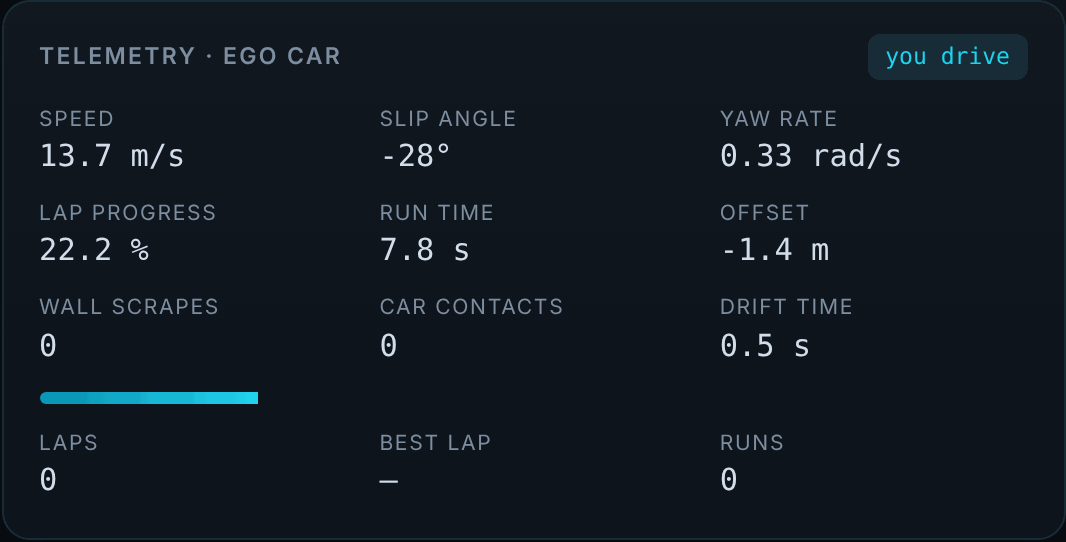 TELEMETRY · EGO CAR you drive
SPEED SLIP ANGLE YAW RATE
13.7 m/s -28° 0.33 rad/s
LAP PROGRESS RUN TIME OFFSET
22.2 % 7.8 s -1.4 m
WALL SCRAPES CAR CONTACTS DRIFT TIME
0 0 0.5 s
LAPS BEST LAP RUNS
0 — 0